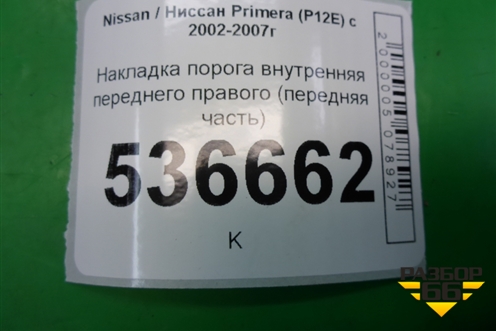 Nissan / Ниссан Primera (P12E) с
2002-2007г
Накладка порога внутренняя
переднего правого (передняя
часть)
536662
К
2000005078927
РАЗБОР
66